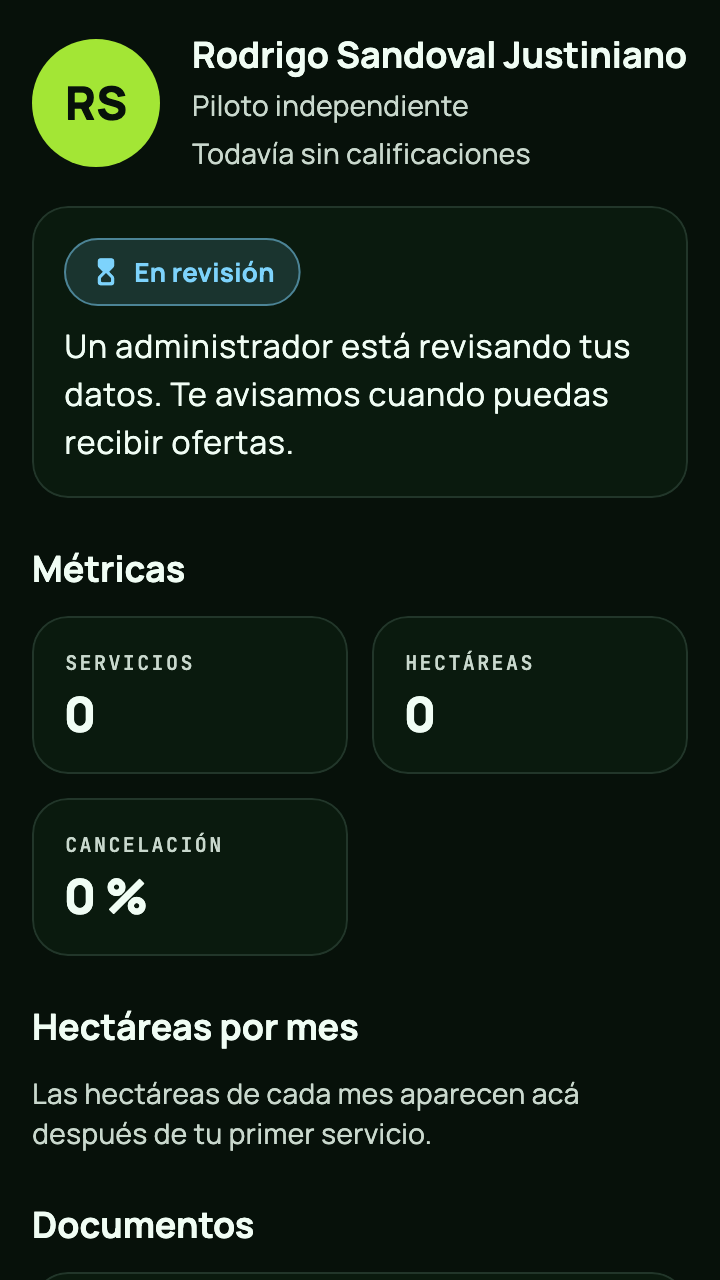 RS
Rodrigo Sandoval Justiniano
Piloto independiente
Todavía sin calificaciones
En revisión
Un administrador está revisando tus
datos. Te avisamos cuando puedas
recibir ofertas.
Métricas
SERVICIOS
0
HECTÁREAS
0
CANCELACIÓN
0 %
Hectáreas por mes
Las hectáreas de cada mes aparecen acá
después de tu primer servicio.
Documentos